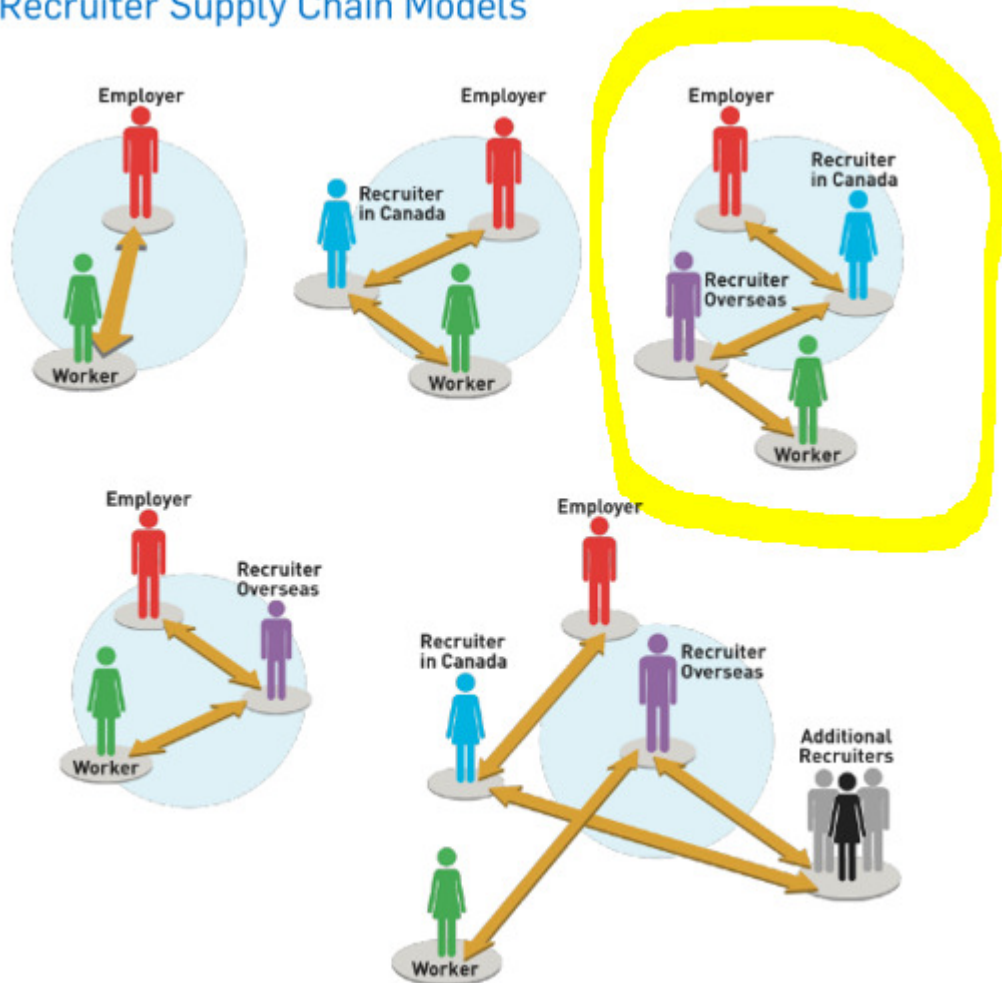 Recruiter Supply Chain Models
Employer
Worker
Employer
Recruiter
in Canada
Worker
Employer
Recruiter
in Canada
Recruiter
Overseas
Worker
Employer
Recruiter
Overseas
Worker
Employer
Recruiter
in Canada
Recruiter
Overseas
Additional
Recruiters
Worker